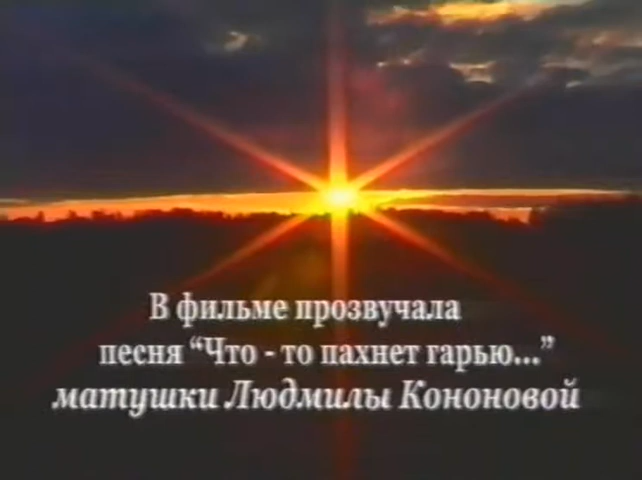 В фильме прозвучала
песня “Что - то пахнет гарью...”
матушки Людмилы Кононовой